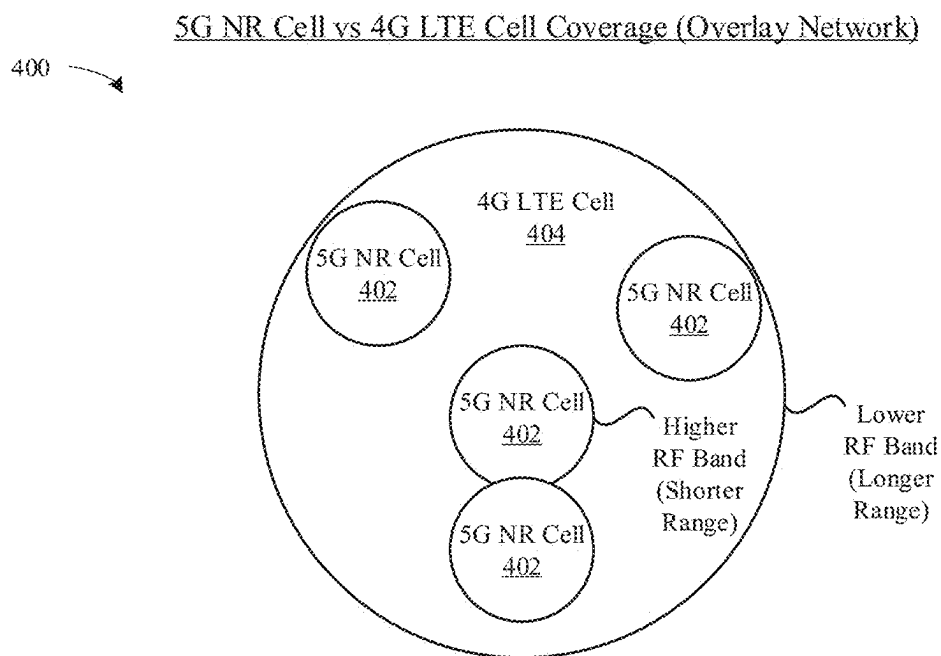 5G NR Cell vs 4G LTE Cell Coverage (Overlay Network)
400
4G LTE Cell
404
5G NR Cell
402
5G NR Cell
402
5G NR Cell
402
Higher
RF Band
(Shorter
Range)
Lower
RF Band
(Longer
Range)
5G NR Cell
402